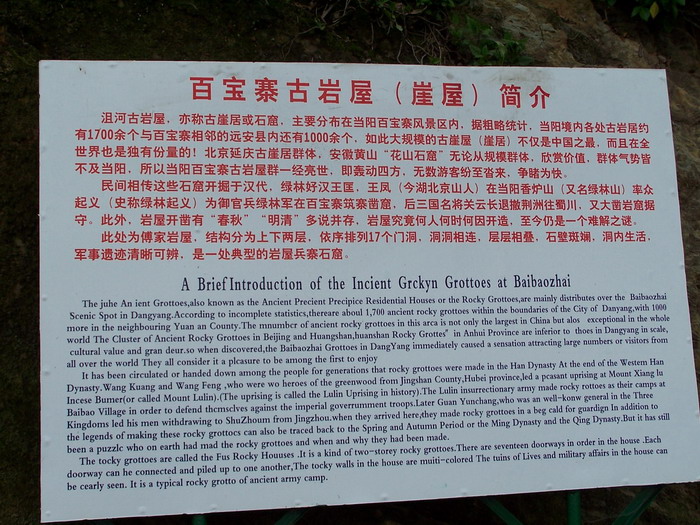 百宝寨古岩屋（崖屋）简介
沮河古岩屋，亦称古崖居或石窟，主要分布在当阳百宝寨风景区内，据粗略统计，当阳境内各处古岩居约
有1700余个与百宝寨相邻的远安县内还有1000余个，如此大规模的古崖屋（崖居）不仅是中国之最，而且在全
世界也是独有份量的！北京延庆古崖居群体，安徽黄山“花山石窟”无论从规模群体，欣赏价值，群体气势皆
不及当阳，所以当阳百宝寨古岩屋群一经亮世，即轰动四方，无数游客纷至沓来，争睹为快。
民间相传这些石窟开掘于汉代，绿林好汉王匡，王凤（今湖北京山人）在当阳香炉山（又名绿林山）率众
起义（史称绿林起义）为御官兵绿林军在百宝寨筑寨凿窟，后三国名将关云长退撤荆洲往蜀川，又大凿岩窟据
守。此外，岩屋开凿有“春秋”“明清”多说并存，岩屋究竟何人何时何因开造，至今仍是一个难解之谜。
此处为傅家岩屋，结构分为上下两层，依序排列17个门洞，洞洞相连，层层相叠，石壁斑斓，洞内生活，
军事遗迹清晰可辨，是一处典型的岩屋兵寨石窟。
A Brief Introduction of the Incient Grckyn Grottoes at Baibaozhai
The juhe An ient Grottoes,also known as the Ancient Precient Precipice Residential Houses or the Rocky Grottoes,are mainly distributes over the Baibaozhai
Scenic Spot in Dangyang.According to incomplete statistics,thereare about 1,700 ancient rocky grottoes within the boundaries of the City of Danyang,with 1000
more in the neighbouring Yuan an County.The mnumbcr of ancient rocky grottoes in this arca is not only the largest in China but alos exceptional in the whole
world The Cluster of Ancient Rocky Grottoes in Beijing and Huangshan,huanshan Rocky Grottes" in Anhui Province are inferior to thoes in Dangyang in scale,
cultural value and gran deur.so when discovered,the Baibaozhai Grottoes in DangYang immediately caused a sensation attracting large numbers or visitors from
all over the world They all consider it a pleasure to be among the first to enjoy
It has been circulated or handed down among the people for generations that rocky grottoes were made in the Han Dynasty At the end of the Western Han
Dynasty.Wang Kuang and Wang Feng ,who were wo heroes of the greenwood from Jingshan County,Hubei province,led a pcasant uprising at Mount Xiang lu
Incese Bumer(or called Mount Lulin).(The uprising is called the Lulin Uprising in history).The Lulin insurrectionary army made rocky rottoes as their camps at
Baibao Village in order to defend thcmsclves against the imperial goverrnment troops.Later Guan Yunchang,who was an well-konw general in the Three
Kingdoms led his men withdrawing to ShuZhoum from Jingzhou.when they arrived here,they made rocky grottoes in a beg cald for guardign In addition to
the legends of making these rocky grottocs can also be traced back to the Spring and Autumn Period or the Ming Dynasty and the Qing Dynasty.But it has still
been a puzzlc who on earth had mad the rocky grottoes and when and why they had been made.
The tocky grottoes are called the Fus Rocky Houuses .It is a kind of two-storey rocky grottoes.There are seventeen doorways in order in the house .Each
doorway can he connected and piled up to one another,The tocky walls in the house are muiti-colored The tuins of Lives and military affairs in the house can
be cearly seen. It is a typical rocky grotto of ancient army camp.